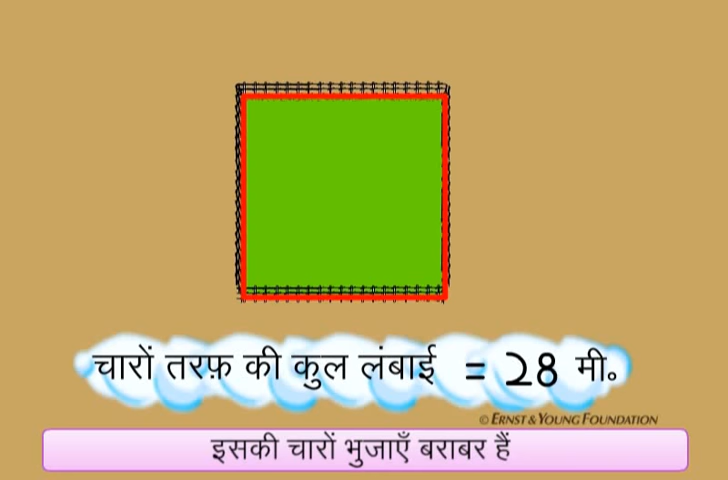 चारों तरफ़ की कुल लंबाई = 28 मी॰
© ERNST & YOUNG FOUNDATION
इसकी चारों भुजाएँ बराबर हैं